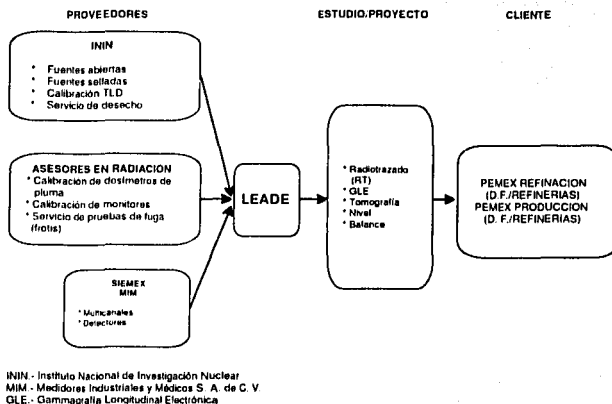 PROVEEDORES
ESTUDIO/PROYECTO
CLIENTE
ININ
* Fuentes abiertas
* Fuentes selladas
* Calibración TLD
* Servicio de desecho
ASESORES EN RADIACION
* Calibración de dosímetros de
pluma
* Calibración de monitores
* Servicio de pruebas de fuga
(frotis)
SIEMEX
MIM
* Multicanales
* Detectores
LEADE
* Radiotrazado
(RT)
* GLE
* Tomografía
* Nivel
* Balance
PEMEX REFINACION
(D.F./REFINERIAS)
PEMEX PRODUCCION
(D. F./REFINERIAS)
ININ.- Instituto Nacional de Investigación Nuclear
MIM.- Medidores Industriales y Médicos S. A. de C. V.
GLE.- Gammagrafía Longitudinal Electrónica